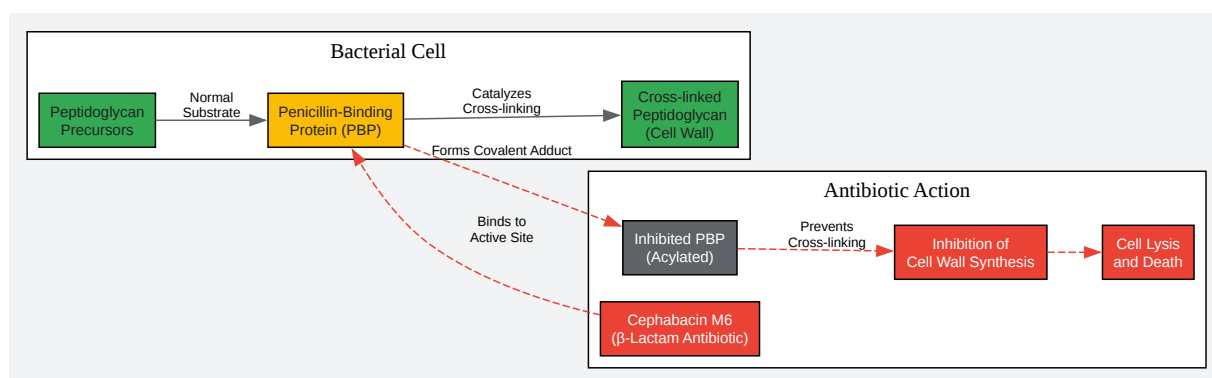 Bacterial Cell
Peptidoglycan
Precursors
Normal
Substrate
Penicillin-Binding
Protein (PBP)
Catalyzes
Cross-linking
Cross-linked
Peptidoglycan
(Cell Wall)
Forms Covalent Adduct
Binds to
Active Site
Antibiotic Action
Inhibited PBP
(Acylated)
Prevents
Cross-linking
Inhibition of
Cell Wall Synthesis
Cell Lysis
and Death
Cephabacin M6
(β-Lactam Antibiotic)